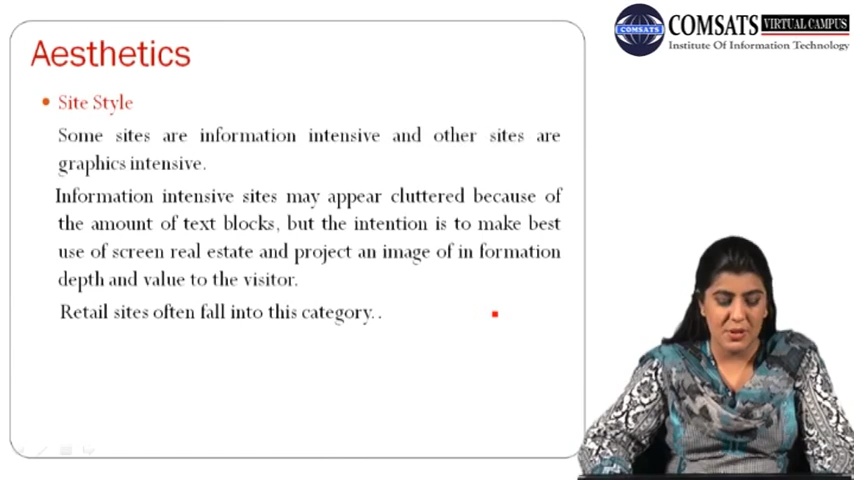 COMSATS VIRTUAL CAMPUS
COMSATS
Institute Of Information Technology
Aesthetics
• Site Style
Some sites are information intensive and other sites are
graphics intensive.
Information intensive sites may appear cluttered because of
the amount of text blocks, but the intention is to make best
use of screen real estate and project an image of in formation
depth and value to the visitor.
Retail sites often fall into this category. .